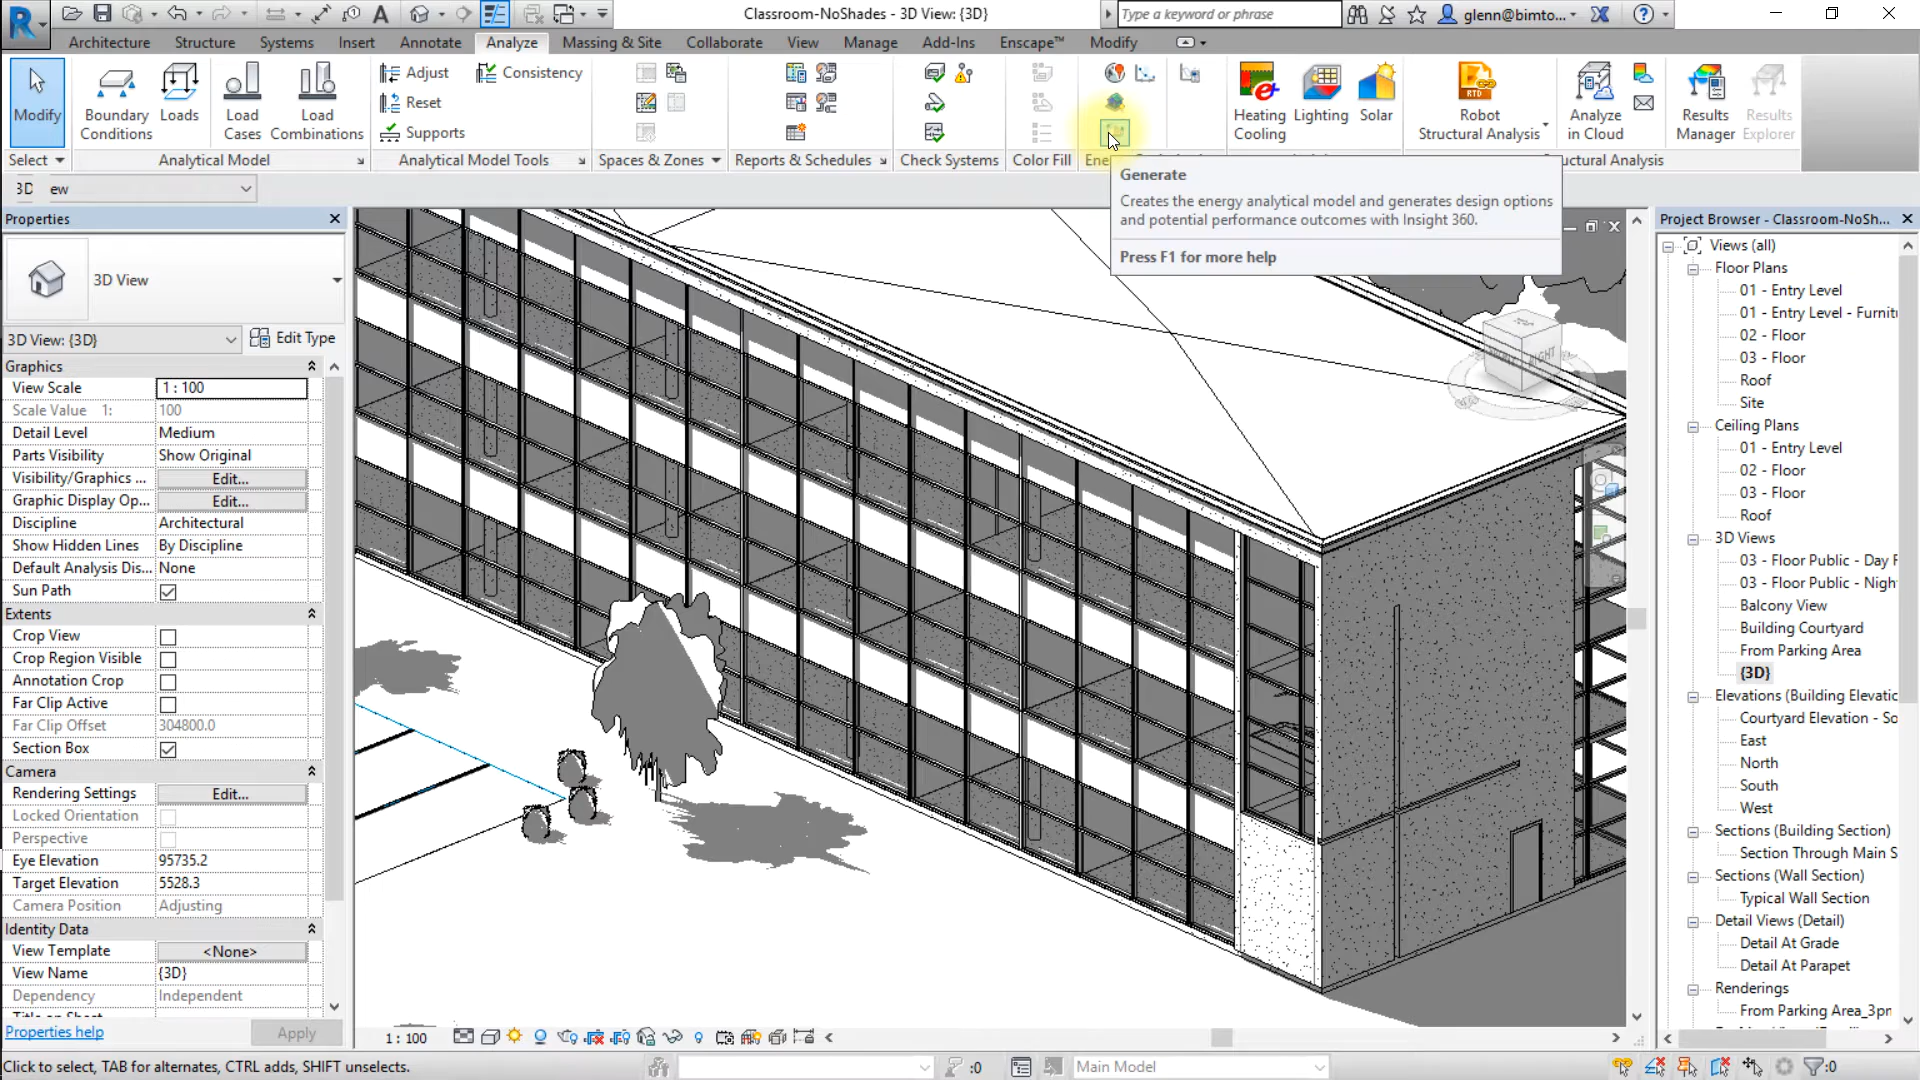 Classroom-NoShades - 3D View: {3D}
Type a keyword or phrase
glenn@bimto...
Architecture
Structure
Systems
Insert
Annotate
Analyze
Massing & Site
Collaborate
View
Manage
Add-Ins
Enscape™
Modify
Modify
Boundary
Conditions
Loads
Load
Cases
Load
Combinations
Adjust
Reset
Supports
Consistency
Heating
Cooling
Lighting
Solar
Robot
Structural Analysis
Analyze
in Cloud
Results
Manager
Results
Explorer
Select
Analytical Model
Analytical Model Tools
Spaces & Zones
Reports & Schedules
Check Systems
Color Fill
uctural Analysis
Generate
Creates the energy analytical model and generates design options
and potential performance outcomes with Insight 360.
Press F1 for more help
3D ew
Properties
3D View
3D View: {3D}
Edit Type
Graphics
View Scale 1 : 100
Scale Value 1: 100
Detail Level Medium
Parts Visibility Show Original
Visibility/Graphics ... Edit...
Graphic Display Op... Edit...
Discipline Architectural
Show Hidden Lines By Discipline
Default Analysis Dis... None
Sun Path
Extents
Crop View
Crop Region Visible
Annotation Crop
Far Clip Active
Far Clip Offset 304800.0
Section Box
Camera
Rendering Settings Edit...
Locked Orientation
Perspective
Eye Elevation 95735.2
Target Elevation 5528.3
Camera Position Adjusting
Identity Data
View Template <None>
View Name {3D}
Dependency Independent
Properties help
Apply
RIGHT
Project Browser - Classroom-NoSh...
Views (all)
Floor Plans
01 - Entry Level
01 - Entry Level - Furnitu
02 - Floor
03 - Floor
Roof
Site
Ceiling Plans
01 - Entry Level
02 - Floor
03 - Floor
Roof
3D Views
03 - Floor Public - Day F
03 - Floor Public - Nigh
Balcony View
Building Courtyard
From Parking Area
{3D}
Elevations (Building Elevatic
Courtyard Elevation - So
East
North
South
West
Sections (Building Section)
Section Through Main S
Sections (Wall Section)
Typical Wall Section
Detail Views (Detail)
Detail At Grade
Detail At Parapet
Renderings
From Parking Area_3pn
1 : 100
Click to select, TAB for alternates, CTRL adds, SHIFT unselects.
:0
Main Model
:0